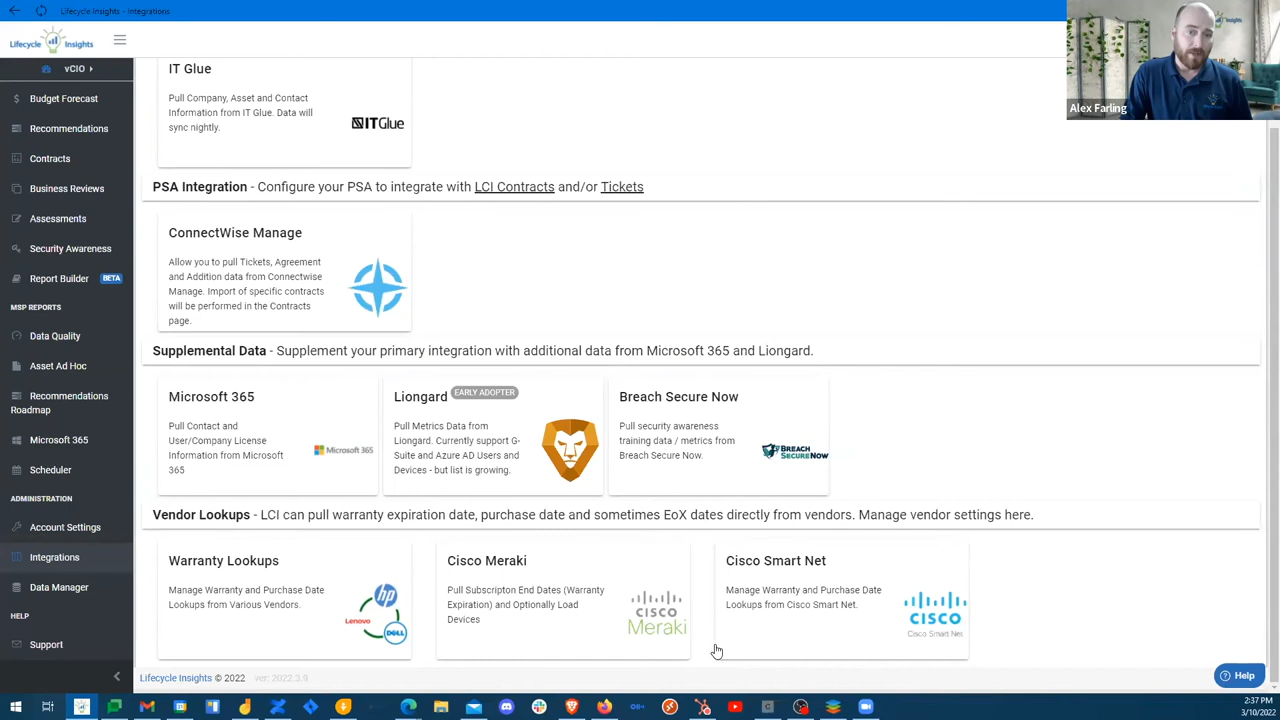 Lifecycle Insights - Integrations
Lifecycle Insights
Alex Farling
vCIO
Budget Forecast
Recommendations
Contracts
Business Reviews
Assessments
Security Awareness
Report Builder BETA
MSP REPORTS
Data Quality
Asset Ad Hoc
Recommendations
Roadmap
Microsoft 365
Scheduler
ADMINISTRATION
Account Settings
Integrations
Data Manager
HELP
Support
IT Glue
Pull Company, Asset and Contact
Information from IT Glue. Data will
sync nightly.
ITGlue
PSA Integration - Configure your PSA to integrate with LCI Contracts and/or Tickets
ConnectWise Manage
Allow you to pull Tickets, Agreement
and Addition data from Connectwise
Manage. Import of specific contracts
will be performed in the Contracts
page.
Supplemental Data - Supplement your primary integration with additional data from Microsoft 365 and Liongard.
Microsoft 365
Pull Contact and
User/Company License
Information from Microsoft
365
Microsoft 365
Liongard EARLY ADOPTER
Pull Metrics Data from
Liongard. Currently support G-
Suite and Azure AD Users and
Devices - but list is growing.
Breach Secure Now
Pull security awareness
training data / metrics from
Breach Secure Now.
BREACH
SECURE NOW
Vendor Lookups - LCI can pull warranty expiration date, purchase date and sometimes EoX dates directly from vendors. Manage vendor settings here.
Warranty Lookups
Manage Warranty and Purchase Date
Lookups from Various Vendors.
hp
Lenovo
DELL
Cisco Meraki
Pull Subscripton End Dates (Warranty
Expiration) and Optionally Load
Devices
CISCO
Meraki
Cisco Smart Net
Manage Warranty and Purchase Date
Lookups from Cisco Smart Net.
CISCO
Cisco Smart Net
Lifecycle Insights © 2022 ver: 2022.3.9
Help
2:37 PM
3/10/2022